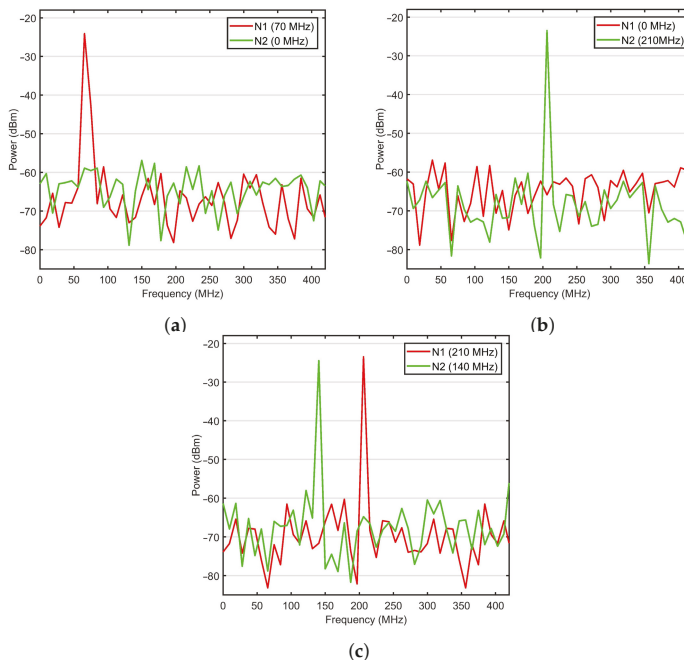 N1 (70 MHz)
N2 (0 MHz)
Power (dBm)
−20
−30
−40
−50
−60
−70
−80
0 50 100 150 200 250 300 350 400
Frequency (MHz)
(a)
N1 (0 MHz)
N2 (210MHz)
Power (dBm)
−20
−30
−40
−50
−60
−70
−80
0 50 100 150 200 250 300 350 400
Frequency (MHz)
(b)
N1 (210 MHz)
N2 (140 MHz)
Power (dBm)
−20
−30
−40
−50
−60
−70
−80
0 50 100 150 200 250 300 350 400
Frequency (MHz)
(c)